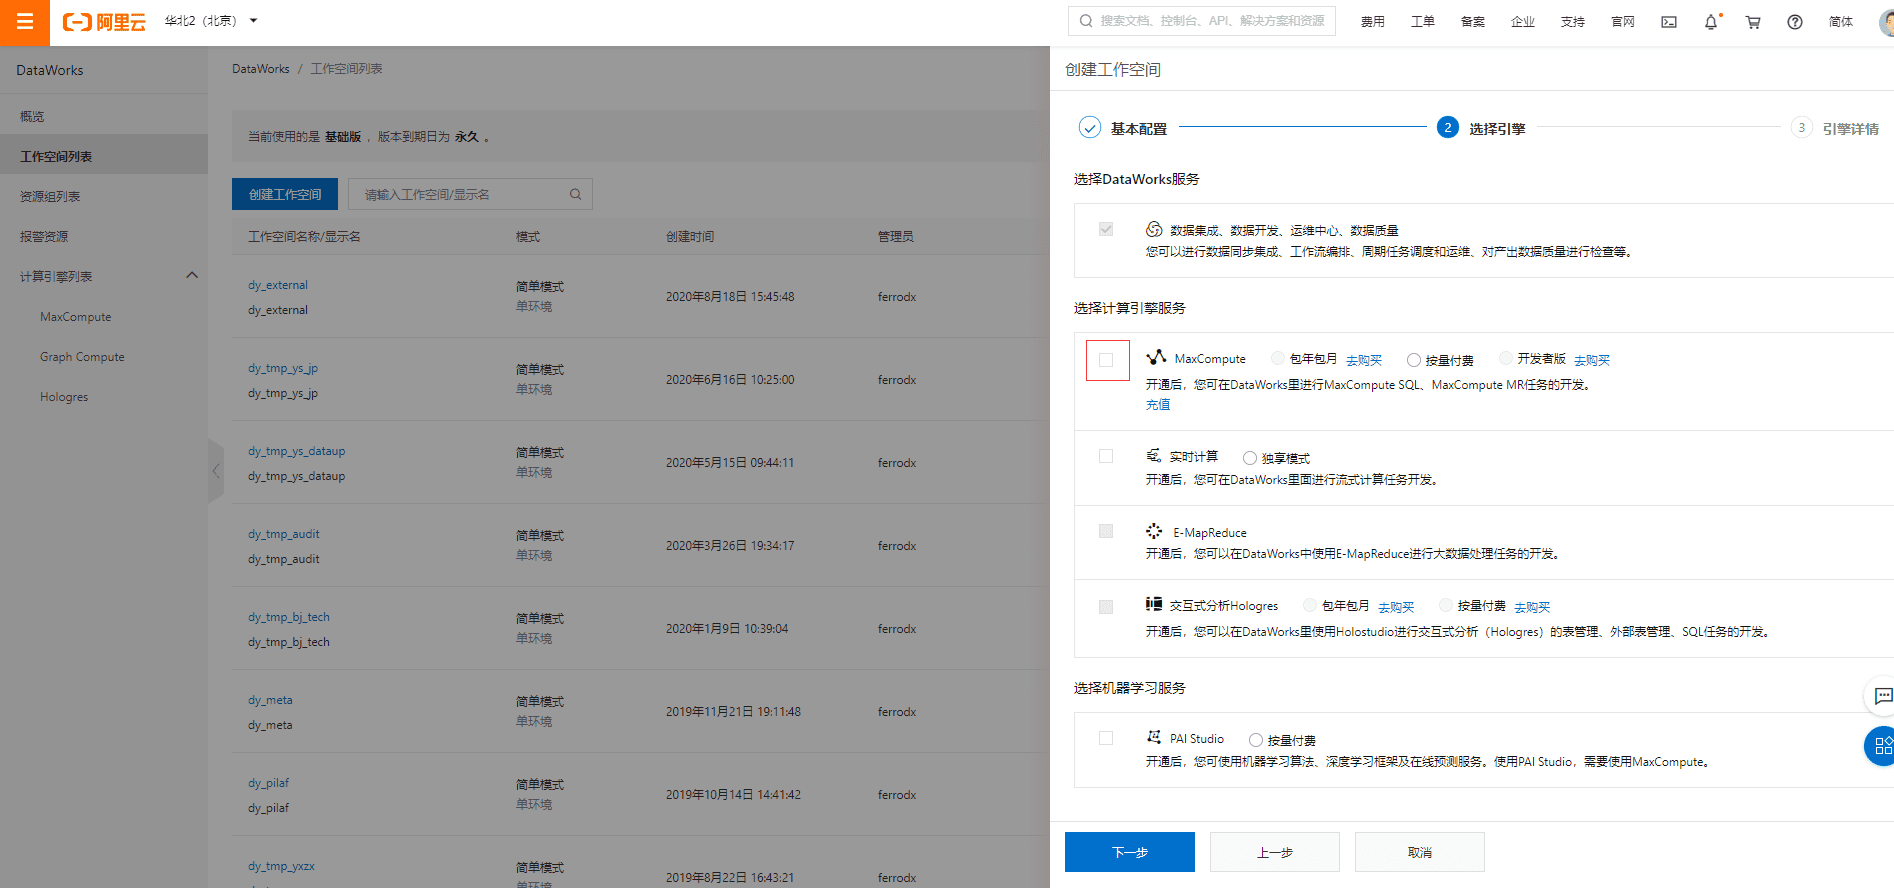 阿里云
华北2（北京）
搜索文档、控制台、API、解决方案和资源
费用
工单
备案
企业
支持
官网
简体
DataWorks
概览
工作空间列表
资源组列表
报警资源
计算引擎列表
MaxCompute
Graph Compute
Hologres
DataWorks / 工作空间列表
当前使用的是 基础版 ，版本到期日为 永久 。
创建工作空间
请输入工作空间/显示名
工作空间名称/显示名 模式 创建时间 管理员
dy_external
dy_external
简单模式
单环境
2020年8月18日 15:45:48
ferrodx
dy_tmp_ys_jp
dy_tmp_ys_jp
简单模式
单环境
2020年6月16日 10:25:00
ferrodx
dy_tmp_ys_dataup
dy_tmp_ys_dataup
简单模式
单环境
2020年5月15日 09:44:11
ferrodx
dy_tmp_audit
dy_tmp_audit
简单模式
单环境
2020年3月26日 19:34:17
ferrodx
dy_tmp_bj_tech
dy_tmp_bj_tech
简单模式
单环境
2020年1月9日 10:39:04
ferrodx
dy_meta
dy_meta
简单模式
单环境
2019年11月21日 19:11:48
ferrodx
dy_pilaf
dy_pilaf
简单模式
单环境
2019年10月14日 14:41:42
ferrodx
dy_tmp_yxzx
简单模式
单环境
2019年8月22日 16:43:21
ferrodx
创建工作空间
基本配置
2 选择引擎
3 引擎详情
选择DataWorks服务
数据集成、数据开发、运维中心、数据质量
您可以进行数据同步集成、工作流编排、周期任务调度和运维、对产出数据质量进行检查等。
选择计算引擎服务
MaxCompute 包年包月 去购买 按量付费 开发者版 去购买
开通后，您可在DataWorks里进行MaxCompute SQL、MaxCompute MR任务的开发。
充值
实时计算 独享模式
开通后，您可在DataWorks里面进行流式计算任务开发。
E-MapReduce
开通后，您可以在DataWorks中使用E-MapReduce进行大数据处理任务的开发。
交互式分析Hologres 包年包月 去购买 按量付费 去购买
开通后，您可以在DataWorks里使用Holostudio进行交互式分析（Hologres）的表管理、外部表管理、SQL任务的开发。
选择机器学习服务
PAI Studio 按量付费
开通后，您可使用机器学习算法、深度学习框架及在线预测服务。使用PAI Studio，需要使用MaxCompute。
下一步
上一步
取消